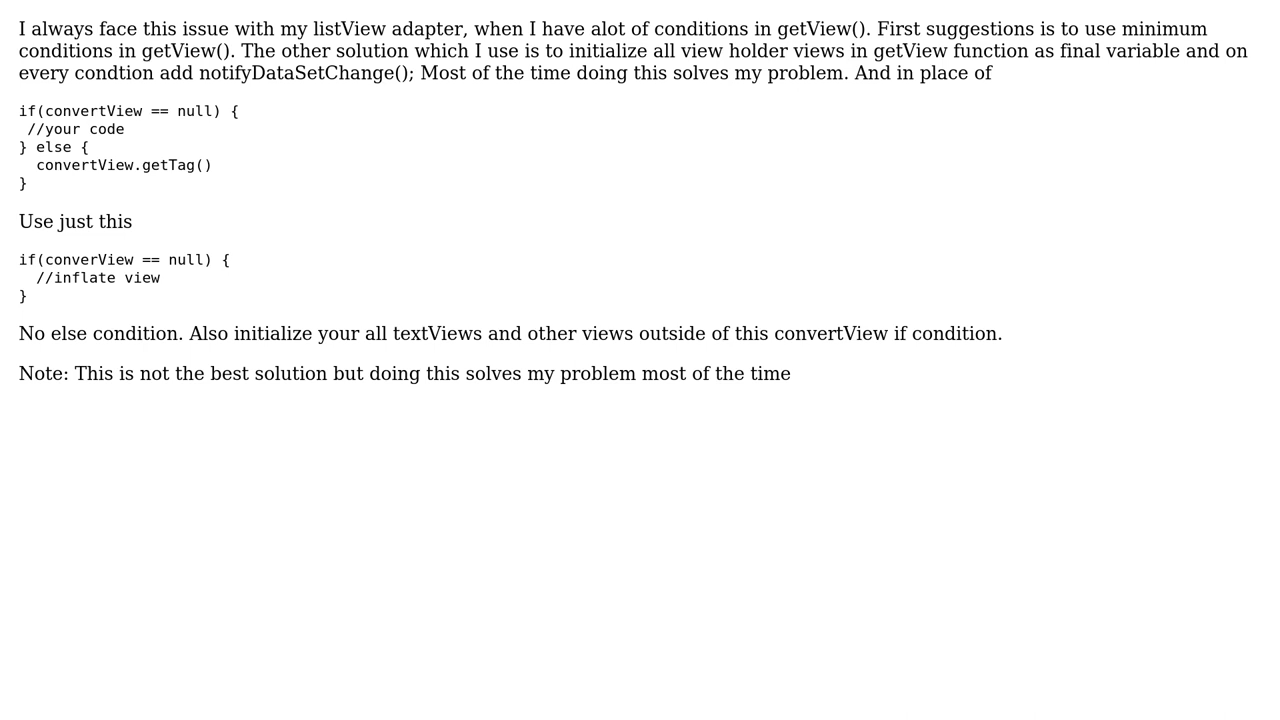 I always face this issue with my listView adapter, when I have alot of conditions in getView(). First suggestions is to use minimum
conditions in getView(). The other solution which I use is to initialize all view holder views in getView function as final variable and on
every condtion add notifyDataSetChange(); Most of the time doing this solves my problem. And in place of
if(convertView == null) {
 //your code
} else {
  convertView.getTag()
}
Use just this
if(converView == null) {
  //inflate view
}
No else condition. Also initialize your all textViews and other views outside of this convertView if condition.
Note: This is not the best solution but doing this solves my problem most of the time